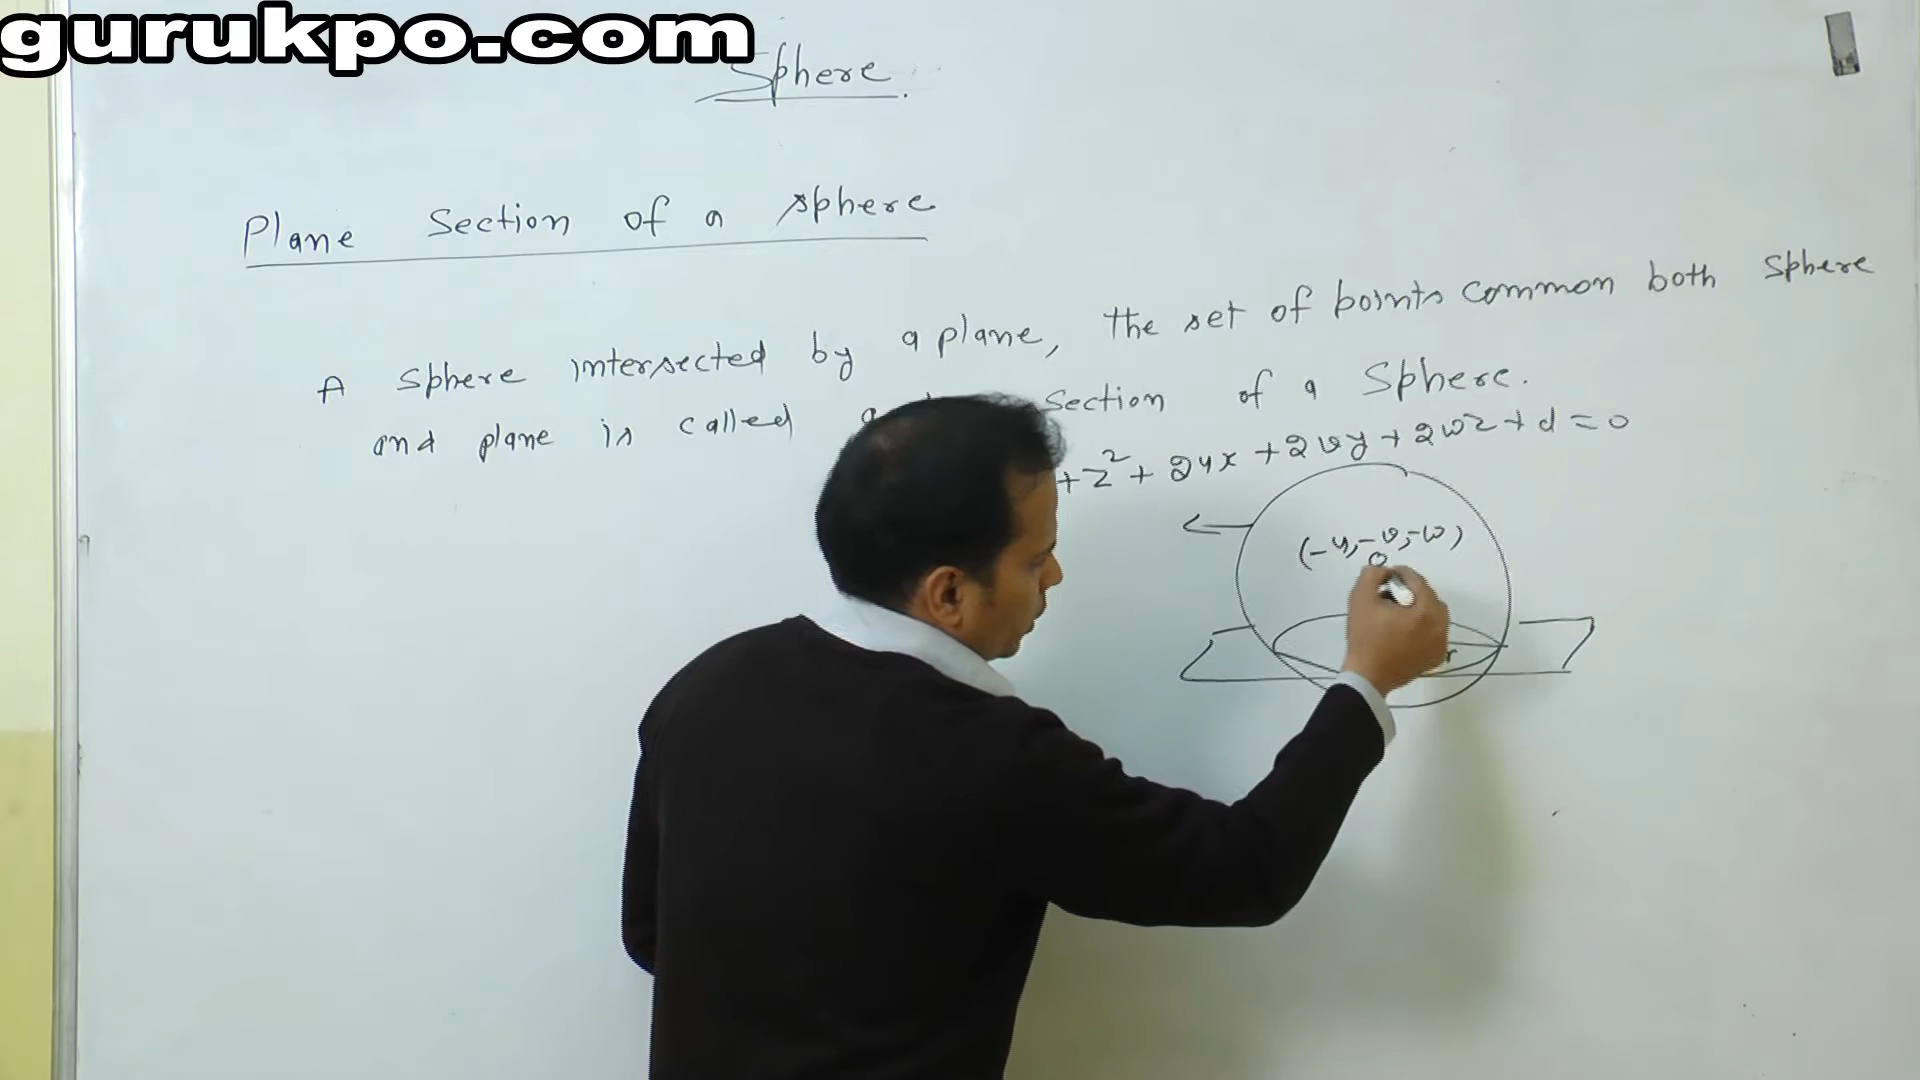 gurukpo.com
Sphere.
Plane Section of a sphere
A sphere intersected by a plane, the set of points common both sphere
and plane is called section of a sphere.
+z²+2ux+2vy+2wz+d=0
(-u,-v,-w)
o
r